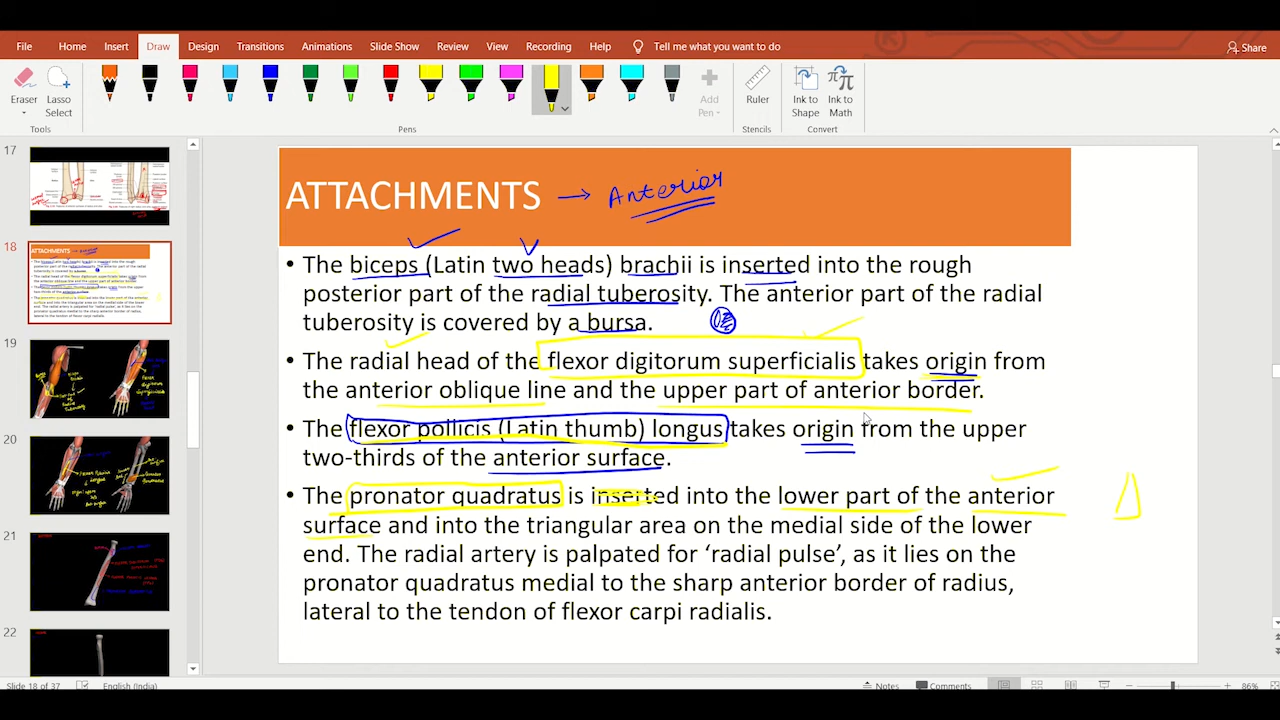 File Home Insert Draw Design Transitions Animations Slide Show Review View Recording Help Tell me what you want to do Share
Eraser Lasso Select Add Pen Ruler Ink to Shape Ink to Math
Tools Pens Stencils Convert
17
18
19
20
21
22
ATTACHMENTS → Anterior
• The biceps (Latin two heads) brachii is inserted into the rough
posterior part of the radial tuberosity. The anterior part of the radial
tuberosity is covered by a bursa.
• The radial head of the flexor digitorum superficialis takes origin from
the anterior oblique line and the upper part of anterior border.
• The flexor pollicis (Latin thumb) longus takes origin from the upper
two-thirds of the anterior surface.
• The pronator quadratus is inserted into the lower part of the anterior
surface and into the triangular area on the medial side of the lower
end. The radial artery is palpated for ‘radial pulse’, as it lies on the
pronator quadratus medial to the sharp anterior border of radius,
lateral to the tendon of flexor carpi radialis.
Slide 18 of 37 English (India) Notes Comments 86%